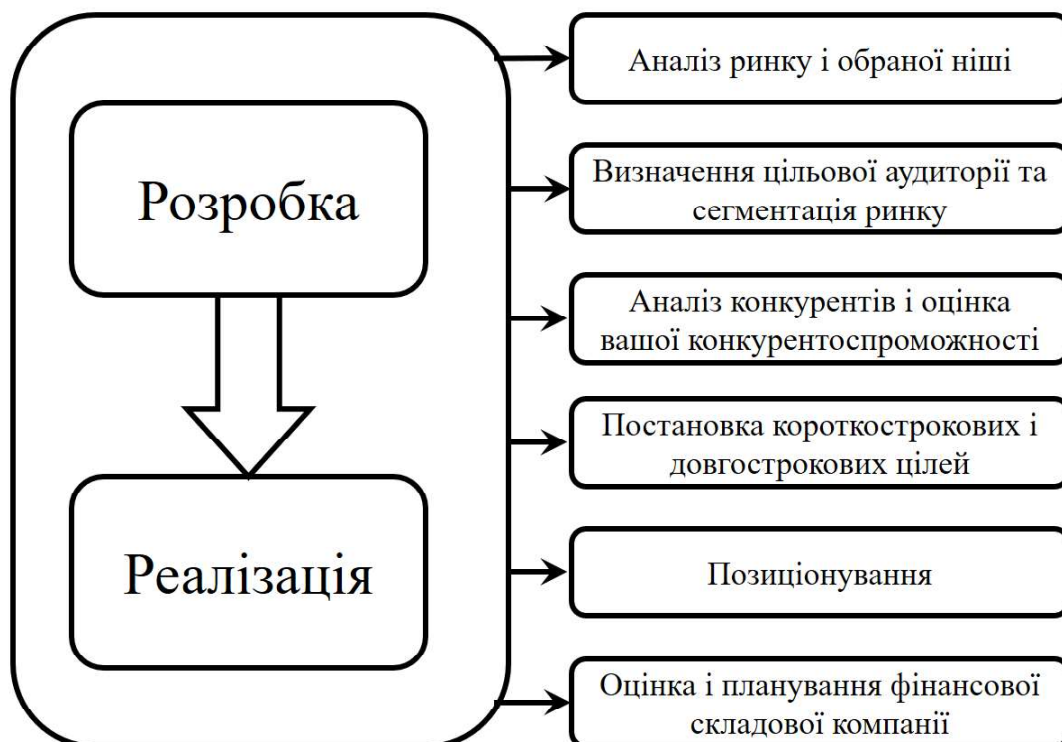 Розробка
Реалізація
Аналіз ринку і обраної ніші
Визначення цільової аудиторії та
сегментація ринку
Аналіз конкурентів і оцінка
вашої конкурентоспроможності
Постановка короткострокових і
довгострокових цілей
Позиціонування
Оцінка і планування фінансової
складової компанії